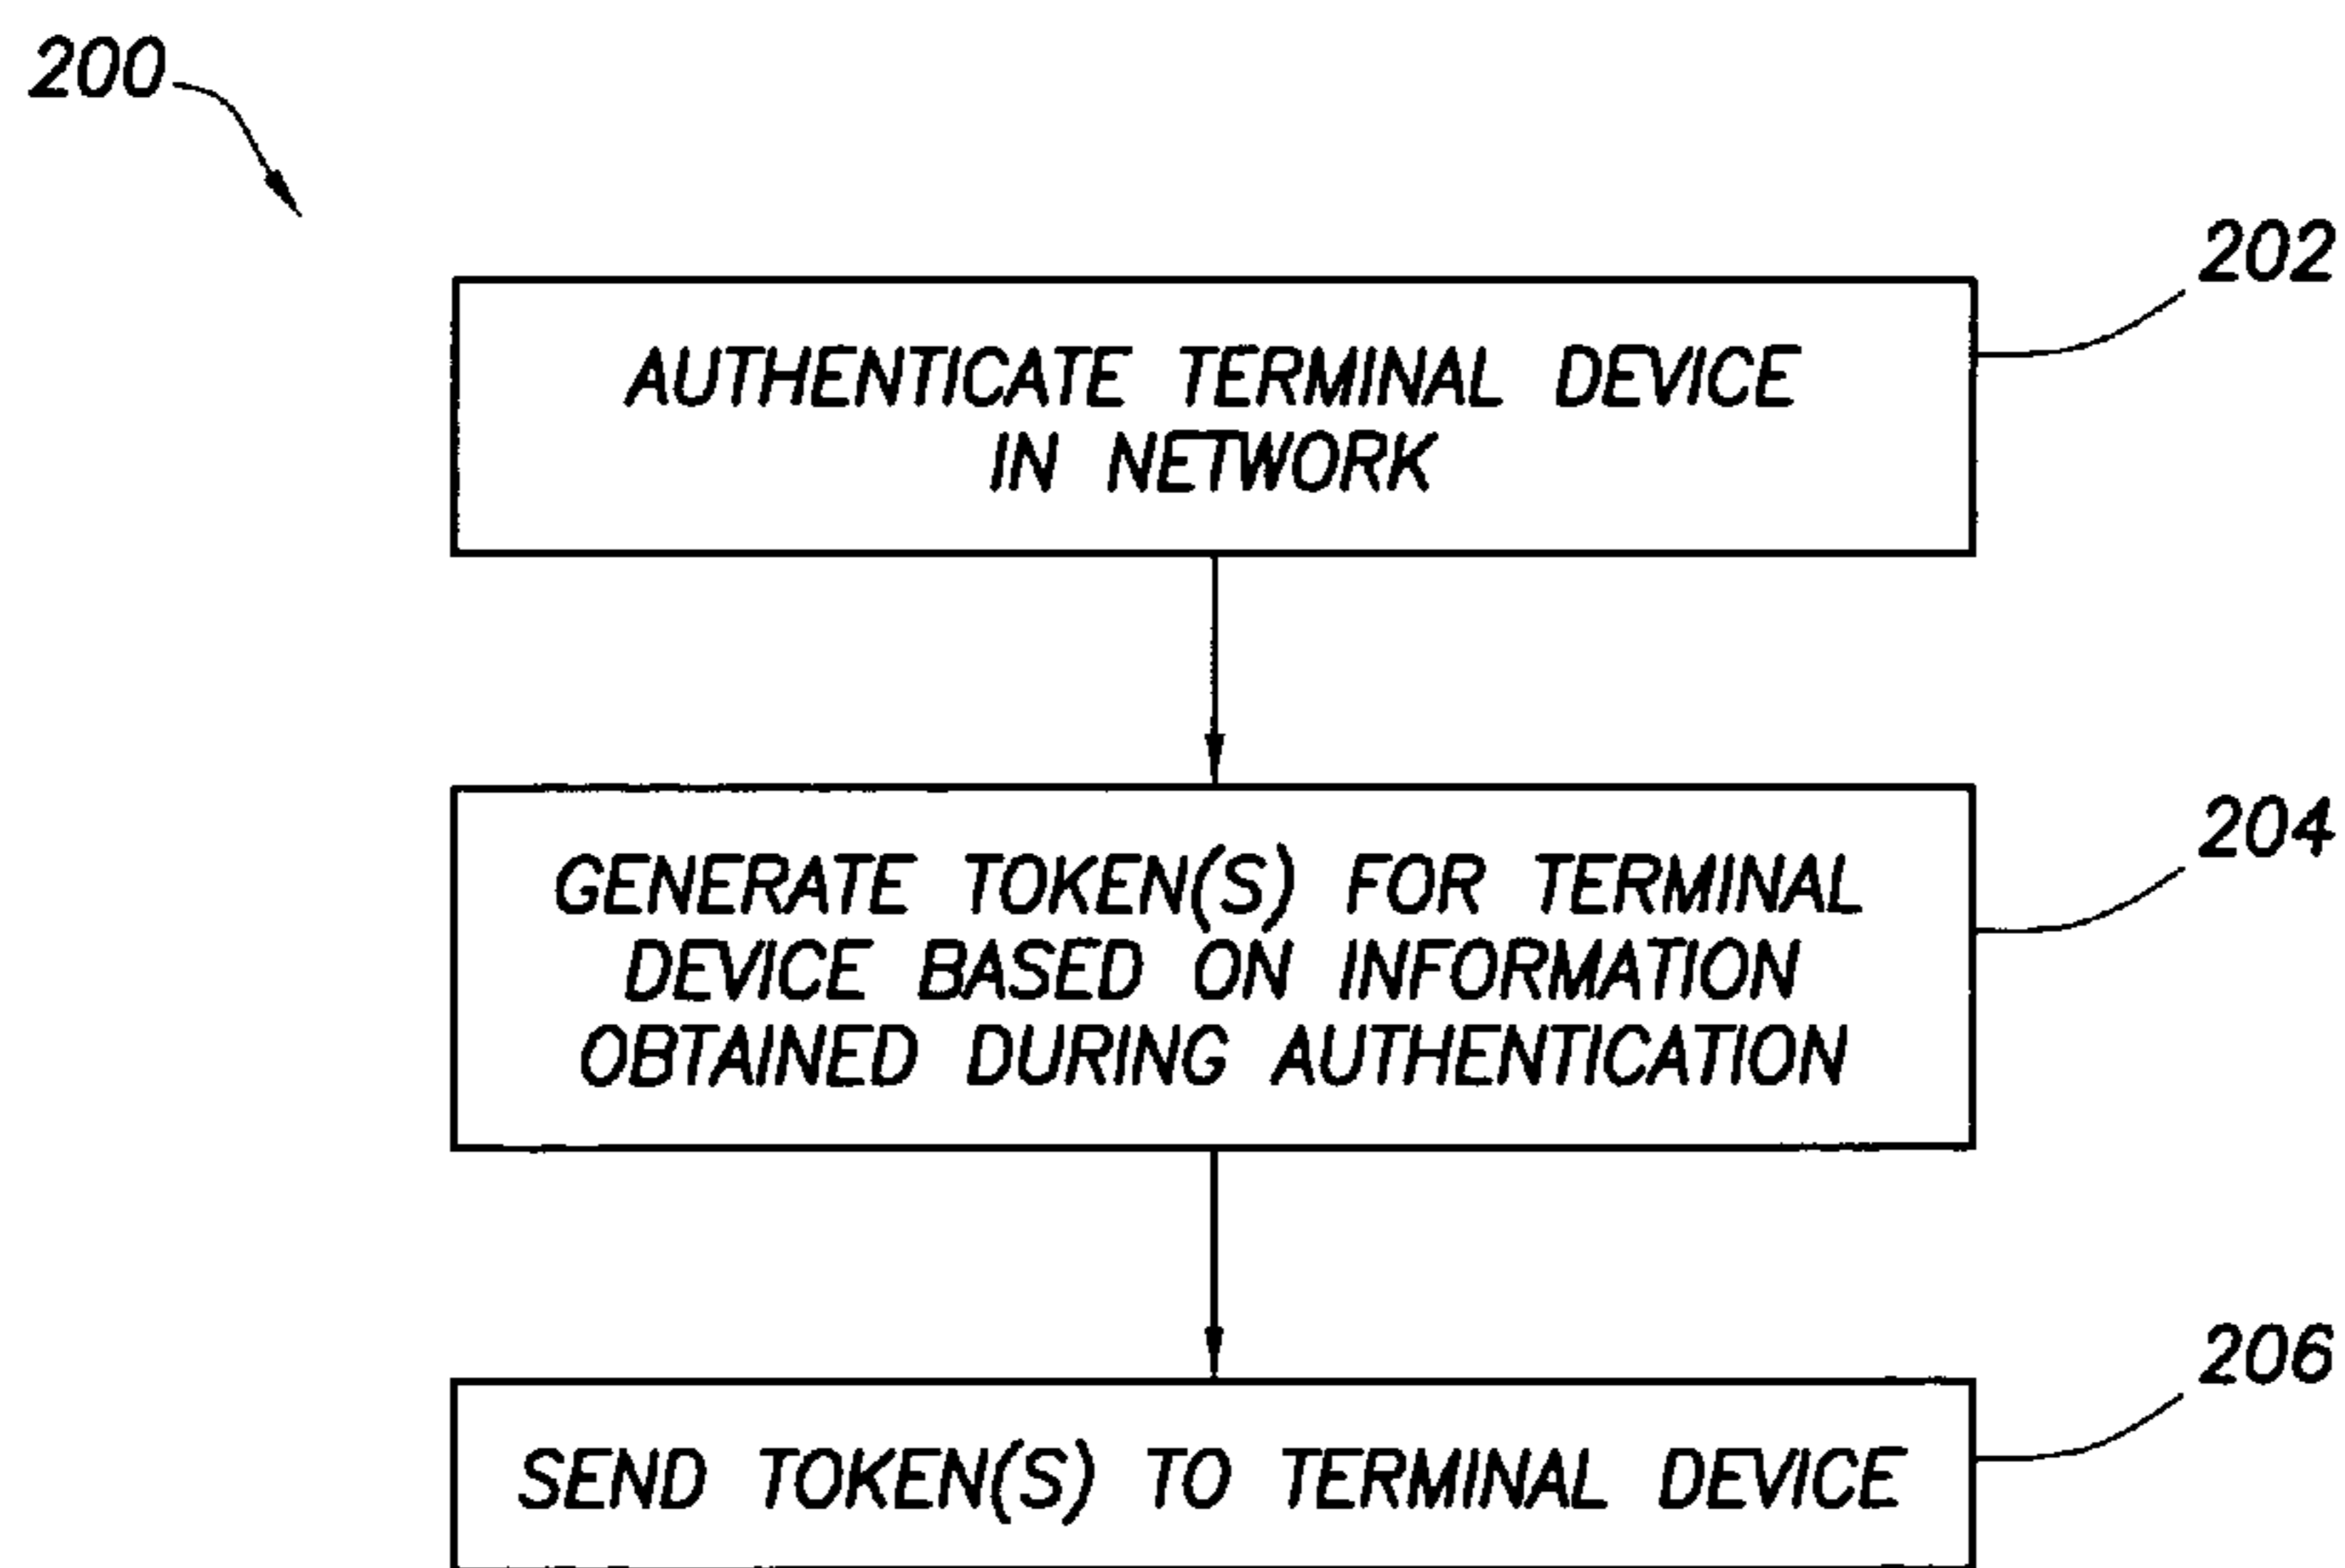 200
202
AUTHENTICATE TERMINAL DEVICE
IN NETWORK
204
GENERATE TOKEN(S) FOR TERMINAL
DEVICE BASED ON INFORMATION
OBTAINED DURING AUTHENTICATION
206
SEND TOKEN(S) TO TERMINAL DEVICE